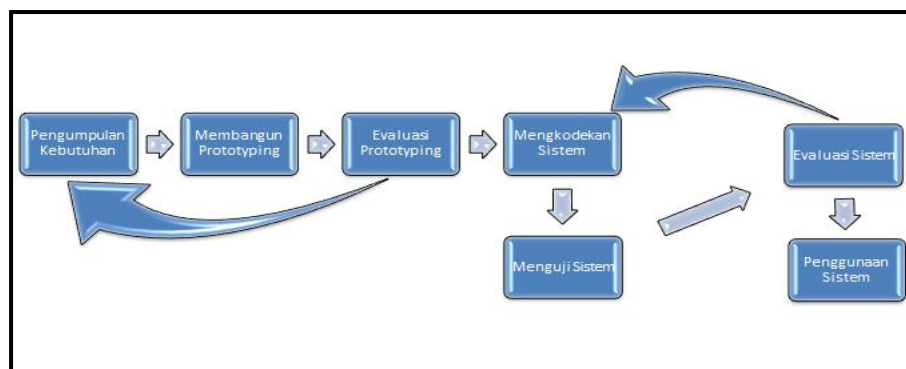 Pengumpulan
Kebutuhan
Membangun
Prototyping
Evaluasi
Prototyping
Mengkodekan
Sistem
Menguji Sistem
Evaluasi Sistem
Penggunaan
Sistem